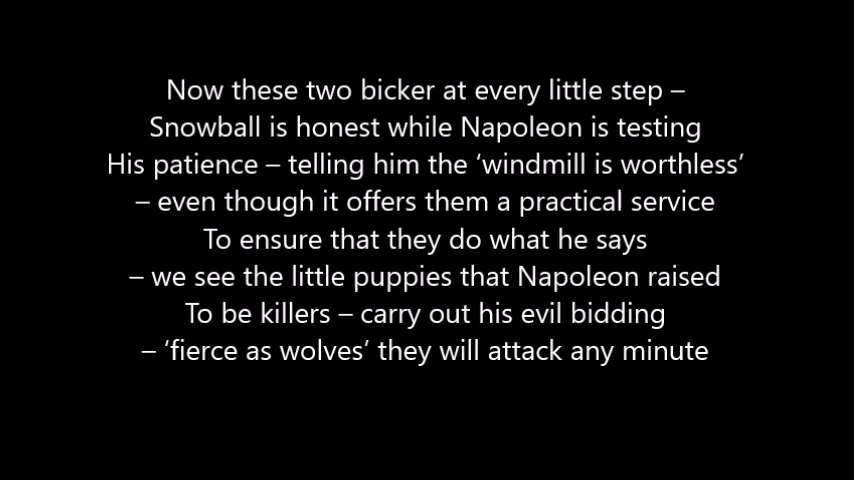 Now these two bicker at every little step –
Snowball is honest while Napoleon is testing
His patience – telling him the ‘windmill is worthless’
– even though it offers them a practical service
To ensure that they do what he says
– we see the little puppies that Napoleon raised
To be killers – carry out his evil bidding
– ‘fierce as wolves’ they will attack any minute